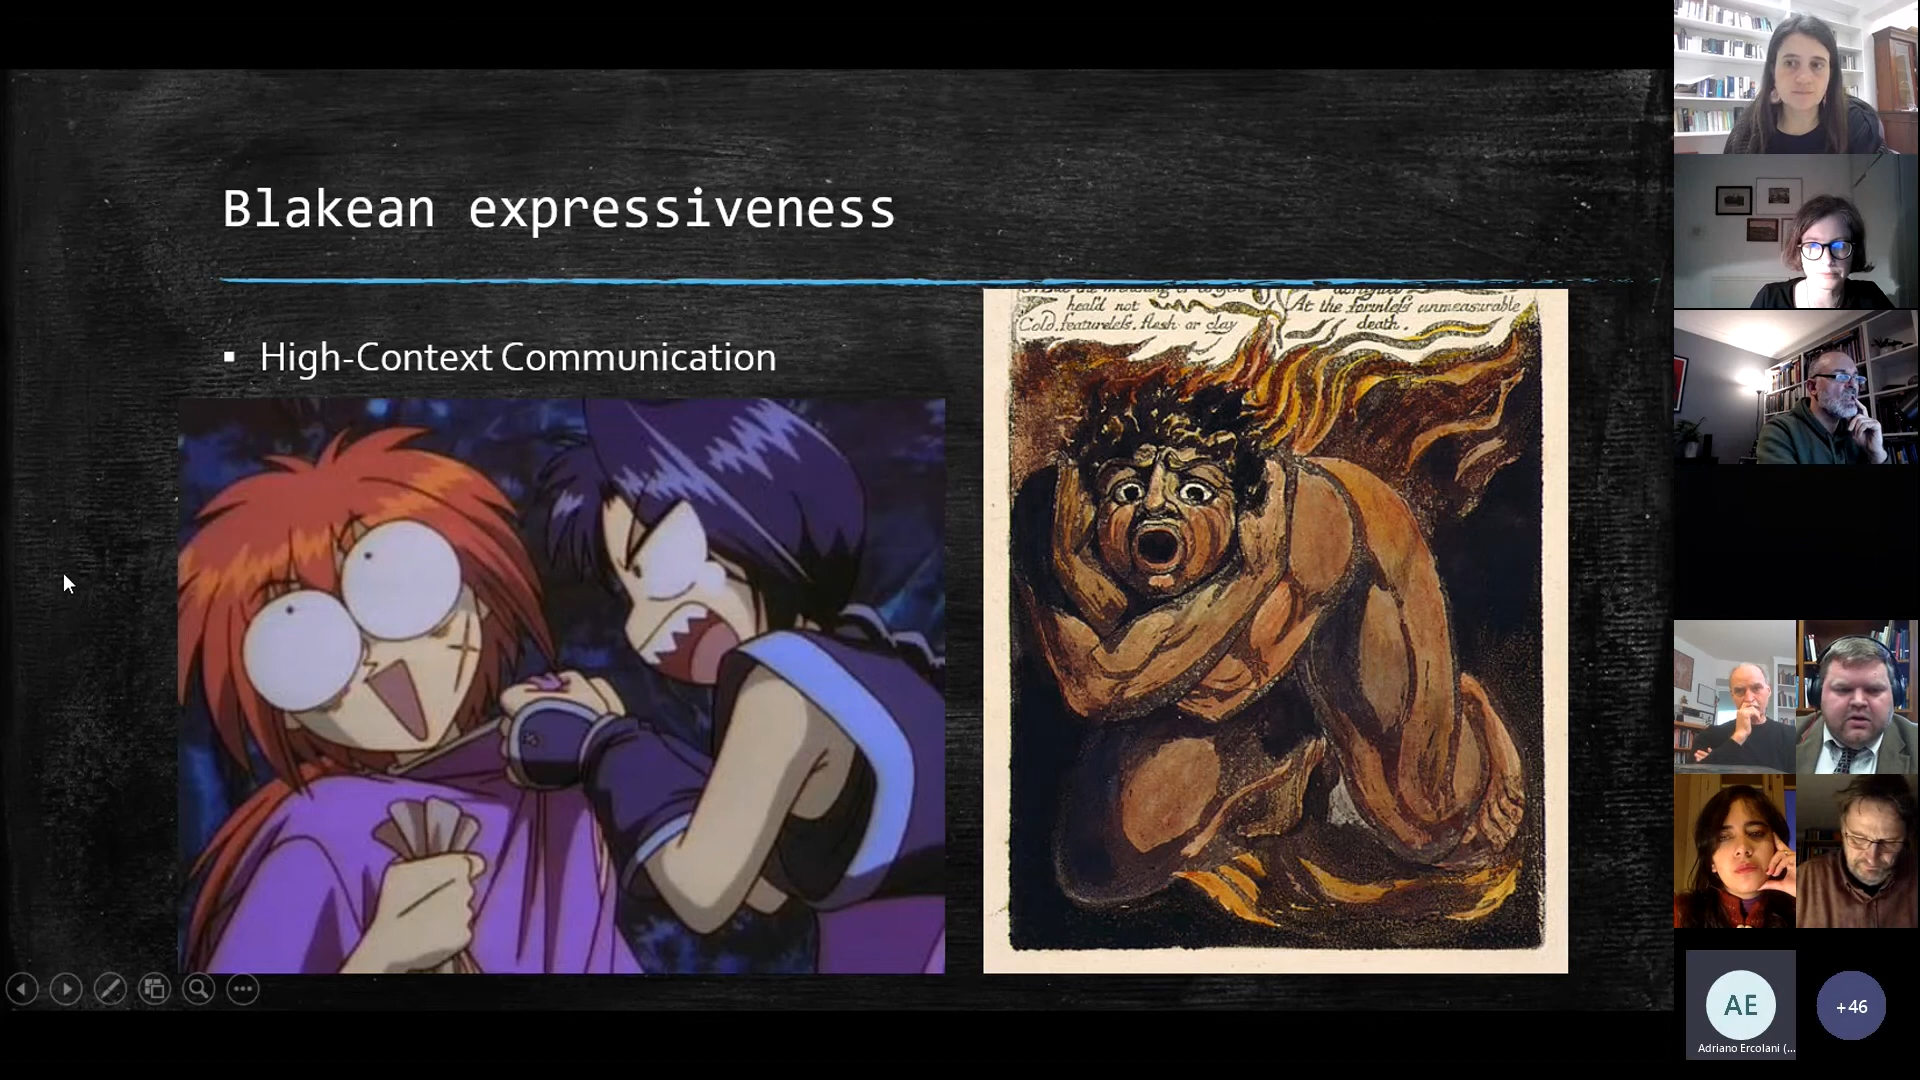 Blakean expressiveness
▪ High-Context Communication
heal'd not
Cold, featureless, flesh or clay
At the formless unmeasurable
death.
AE
Adriano Ercolani (...
+46